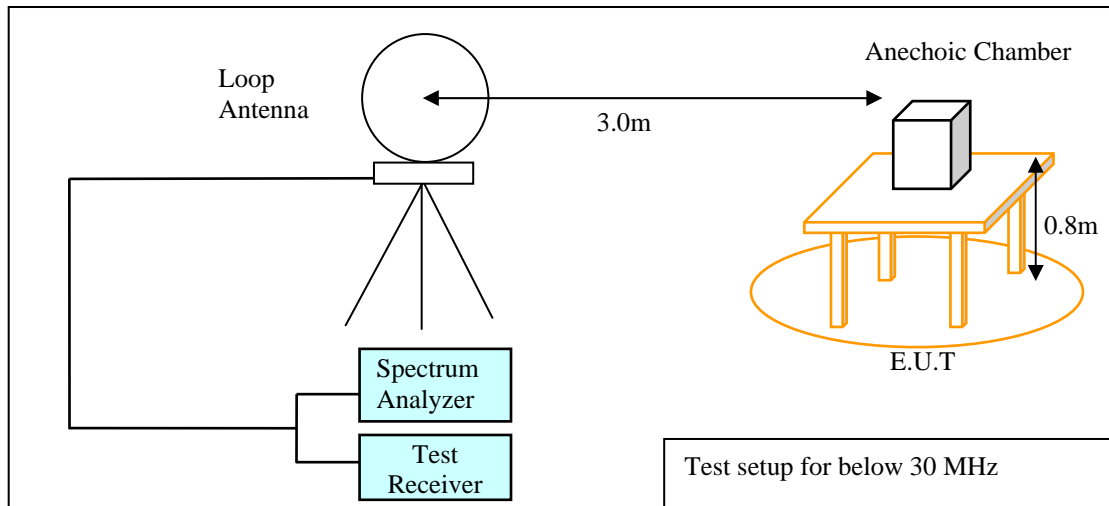 Anechoic Chamber
Loop
Antenna
3.0m
0.8m
E.U.T
Spectrum
Analyzer
Test
Receiver
Test setup for below 30 MHz